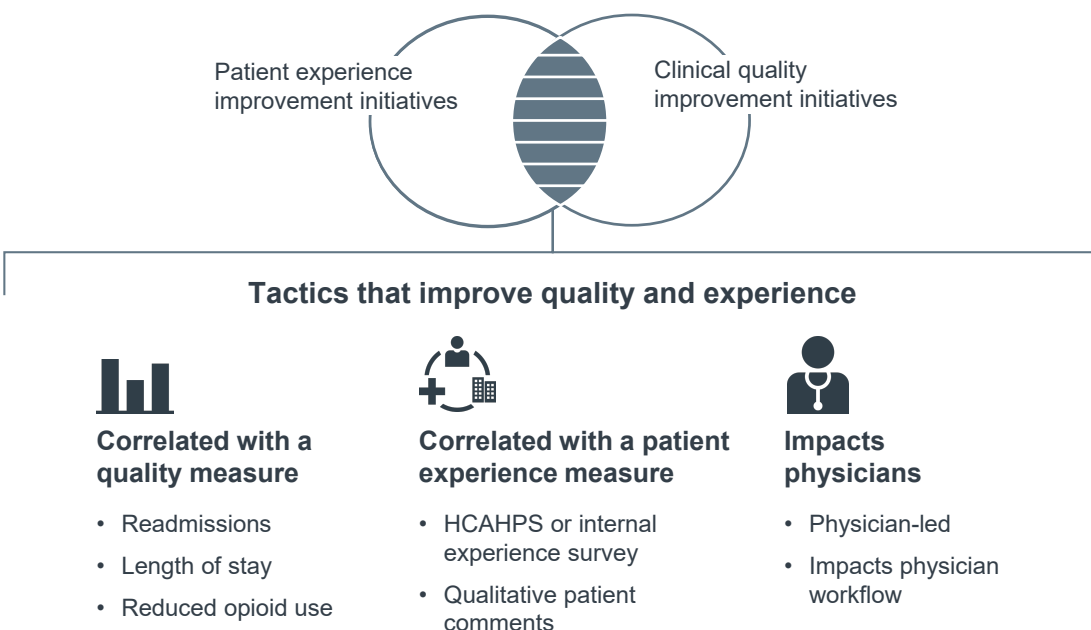 Patient experience
improvement initiatives
Clinical quality
improvement initiatives
Tactics that improve quality and experience
Correlated with a
quality measure
• Readmissions
• Length of stay
• Reduced opioid use
Correlated with a patient
experience measure
• HCAHPS or internal
experience survey
• Qualitative patient
comments
Impacts
physicians
• Physician-led
• Impacts physician
workflow